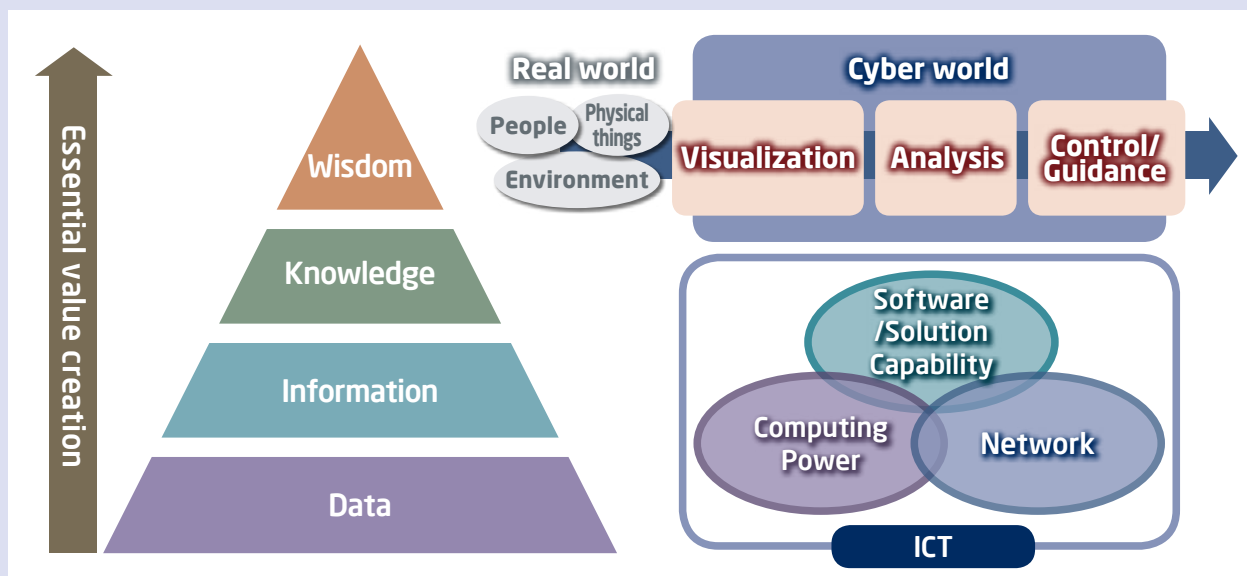 Essential value creation
Wisdom
Knowledge
Information
Data
Real world
People
Physical
things
Environment
Cyber world
Visualization
Analysis
Control/
Guidance
Software
/Solution
Capability
Computing
Power
Network
ICT